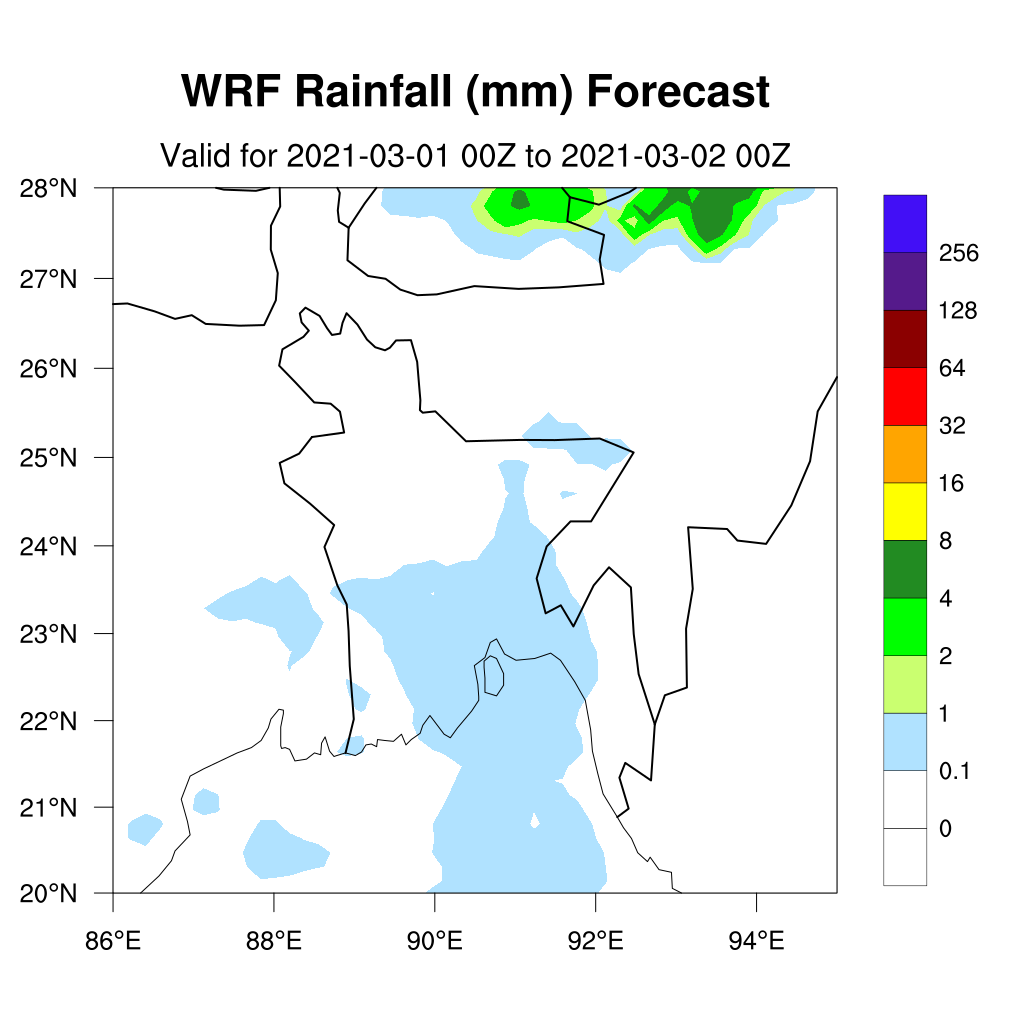 WRF Rainfall (mm) Forecast
Valid for 2021-03-01 00Z to 2021-03-02 00Z
28°N
27°N
26°N
25°N
24°N
23°N
22°N
21°N
20°N
86°E
88°E
90°E
92°E
94°E
256
128
64
32
16
8
4
2
1
0.1
0